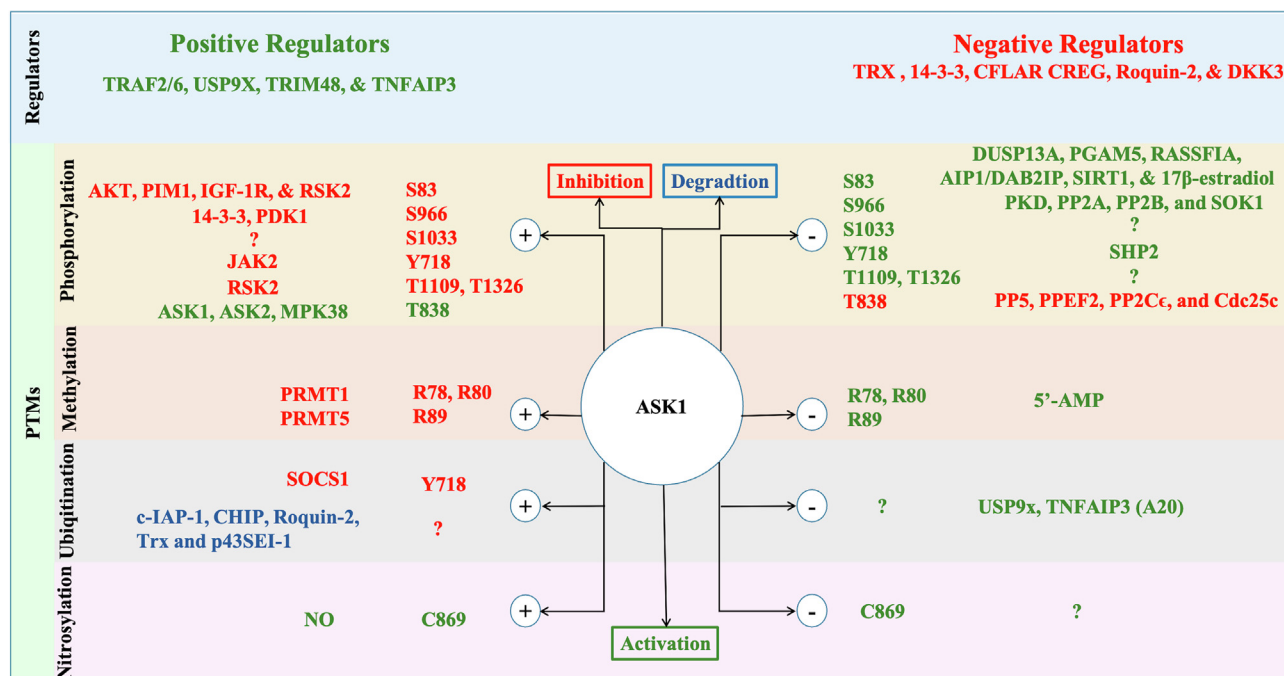 Regulators
Positive Regulators
TRAF2/6, USP9X, TRIM48, & TNFAIP3
Negative Regulators
TRX , 14-3-3, CFLAR CREG, Roquin-2, & DKK3
PTMs
Phosphorylation
AKT, PIM1, IGF-1R, & RSK2
S83
14-3-3, PDK1
S966
?
S1033
JAK2
Y718
RSK2
T1109, T1326
ASK1, ASK2, MPK38
T838
+
Inhibition
Degradtion
-
S83
S966
S1033
Y718
T1109, T1326
T838
DUSP13A, PGAM5, RASSFIA,
AIP1/DAB2IP, SIRT1, & 17β-estradiol
PKD, PP2A, PP2B, and SOK1
?
SHP2
?
PP5, PPEF2, PP2Cϵ, and Cdc25c
Methylation
PRMT1
R78, R80
PRMT5
R89
+
ASK1
-
R78, R80
R89
5’-AMP
Ubiqitination
SOCS1
Y718
c-IAP-1, CHIP, Roquin-2,
Trx and p43SEI-1
?
+
-
?
USP9x, TNFAIP3 (A20)
Nitrosylation
NO
C869
+
Activation
-
C869
?